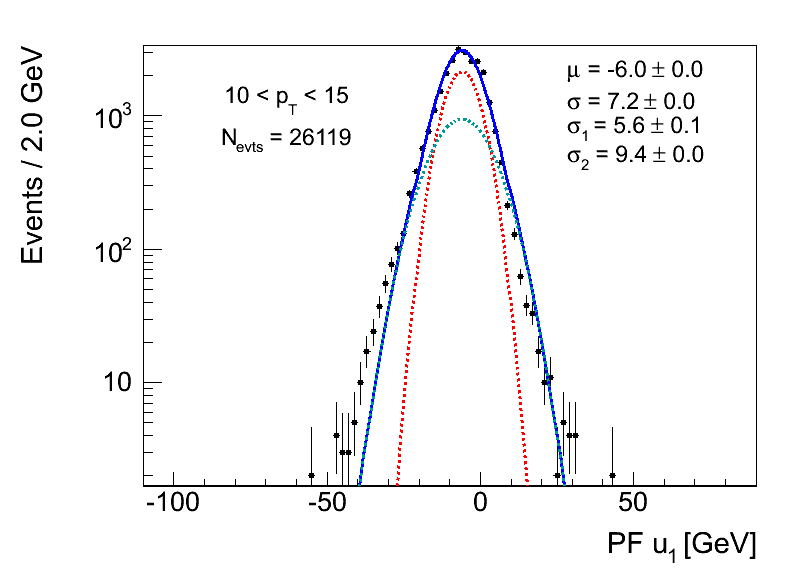 10 < p_T < 15
N_evts = 26119
μ = -6.0 ± 0.0
σ = 7.2 ± 0.0
σ_1 = 5.6 ± 0.1
σ_2 = 9.4 ± 0.0
Events / 2.0 GeV
10^3
10^2
10
-100 -50 0 50
PF u_1 [GeV]